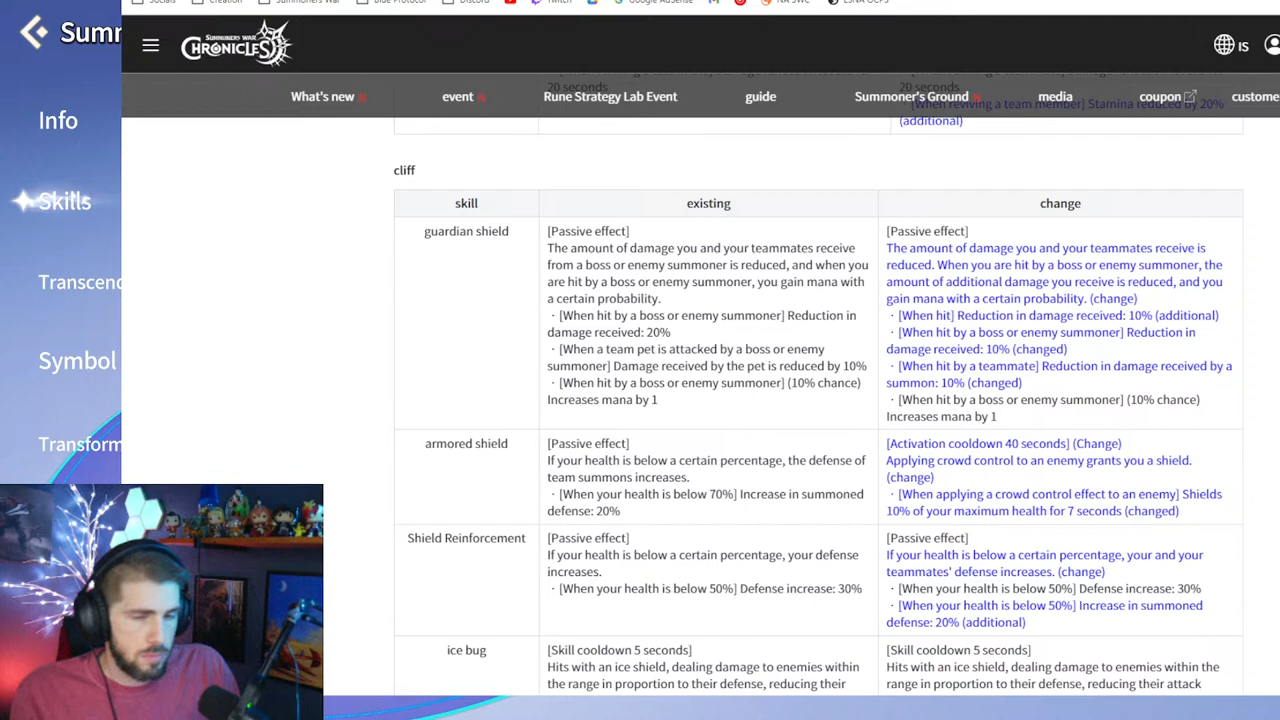 Socials Creation Summoners War Blue Protocol Discord Twitch Google AdSense NA SWC
Summ
SUMMONERS WAR
CHRONICLES
IS
What's new event Rune Strategy Lab Event guide Summoner's Ground media coupon custome
20 seconds
20 seconds
[When reviving a team member] Stamina reduced by 20%
(additional)
Info
Skills
Transcend
Symbol
Transform
cliff
skill existing change
guardian shield
[Passive effect]
The amount of damage you and your teammates receive
from a boss or enemy summoner is reduced, and when you
are hit by a boss or enemy summoner, you gain mana with
a certain probability.
· [When hit by a boss or enemy summoner] Reduction in
damage received: 20%
· [When a team pet is attacked by a boss or enemy
summoner] Damage received by the pet is reduced by 10%
· [When hit by a boss or enemy summoner] (10% chance)
Increases mana by 1
[Passive effect]
The amount of damage you and your teammates receive is
reduced. When you are hit by a boss or enemy summoner, the
amount of additional damage you receive is reduced, and you
gain mana with a certain probability. (change)
· [When hit] Reduction in damage received: 10% (additional)
· [When hit by a boss or enemy summoner] Reduction in
damage received: 10% (changed)
· [When hit by a teammate] Reduction in damage received by a
summon: 10% (changed)
· [When hit by a boss or enemy summoner] (10% chance)
Increases mana by 1
armored shield
[Passive effect]
If your health is below a certain percentage, the defense of
team summons increases.
· [When your health is below 70%] Increase in summoned
defense: 20%
[Activation cooldown 40 seconds] (Change)
Applying crowd control to an enemy grants you a shield.
(change)
· [When applying a crowd control effect to an enemy] Shields
10% of your maximum health for 7 seconds (changed)
Shield Reinforcement
[Passive effect]
If your health is below a certain percentage, your defense
increases.
· [When your health is below 50%] Defense increase: 30%
[Passive effect]
If your health is below a certain percentage, your and your
teammates' defense increases. (change)
· [When your health is below 50%] Defense increase: 30%
· [When your health is below 50%] Increase in summoned
defense: 20% (additional)
ice bug
[Skill cooldown 5 seconds]
Hits with an ice shield, dealing damage to enemies within
the range in proportion to their defense, reducing their
[Skill cooldown 5 seconds]
Hits with an ice shield, dealing damage to enemies within the
range in proportion to their defense, reducing their attack